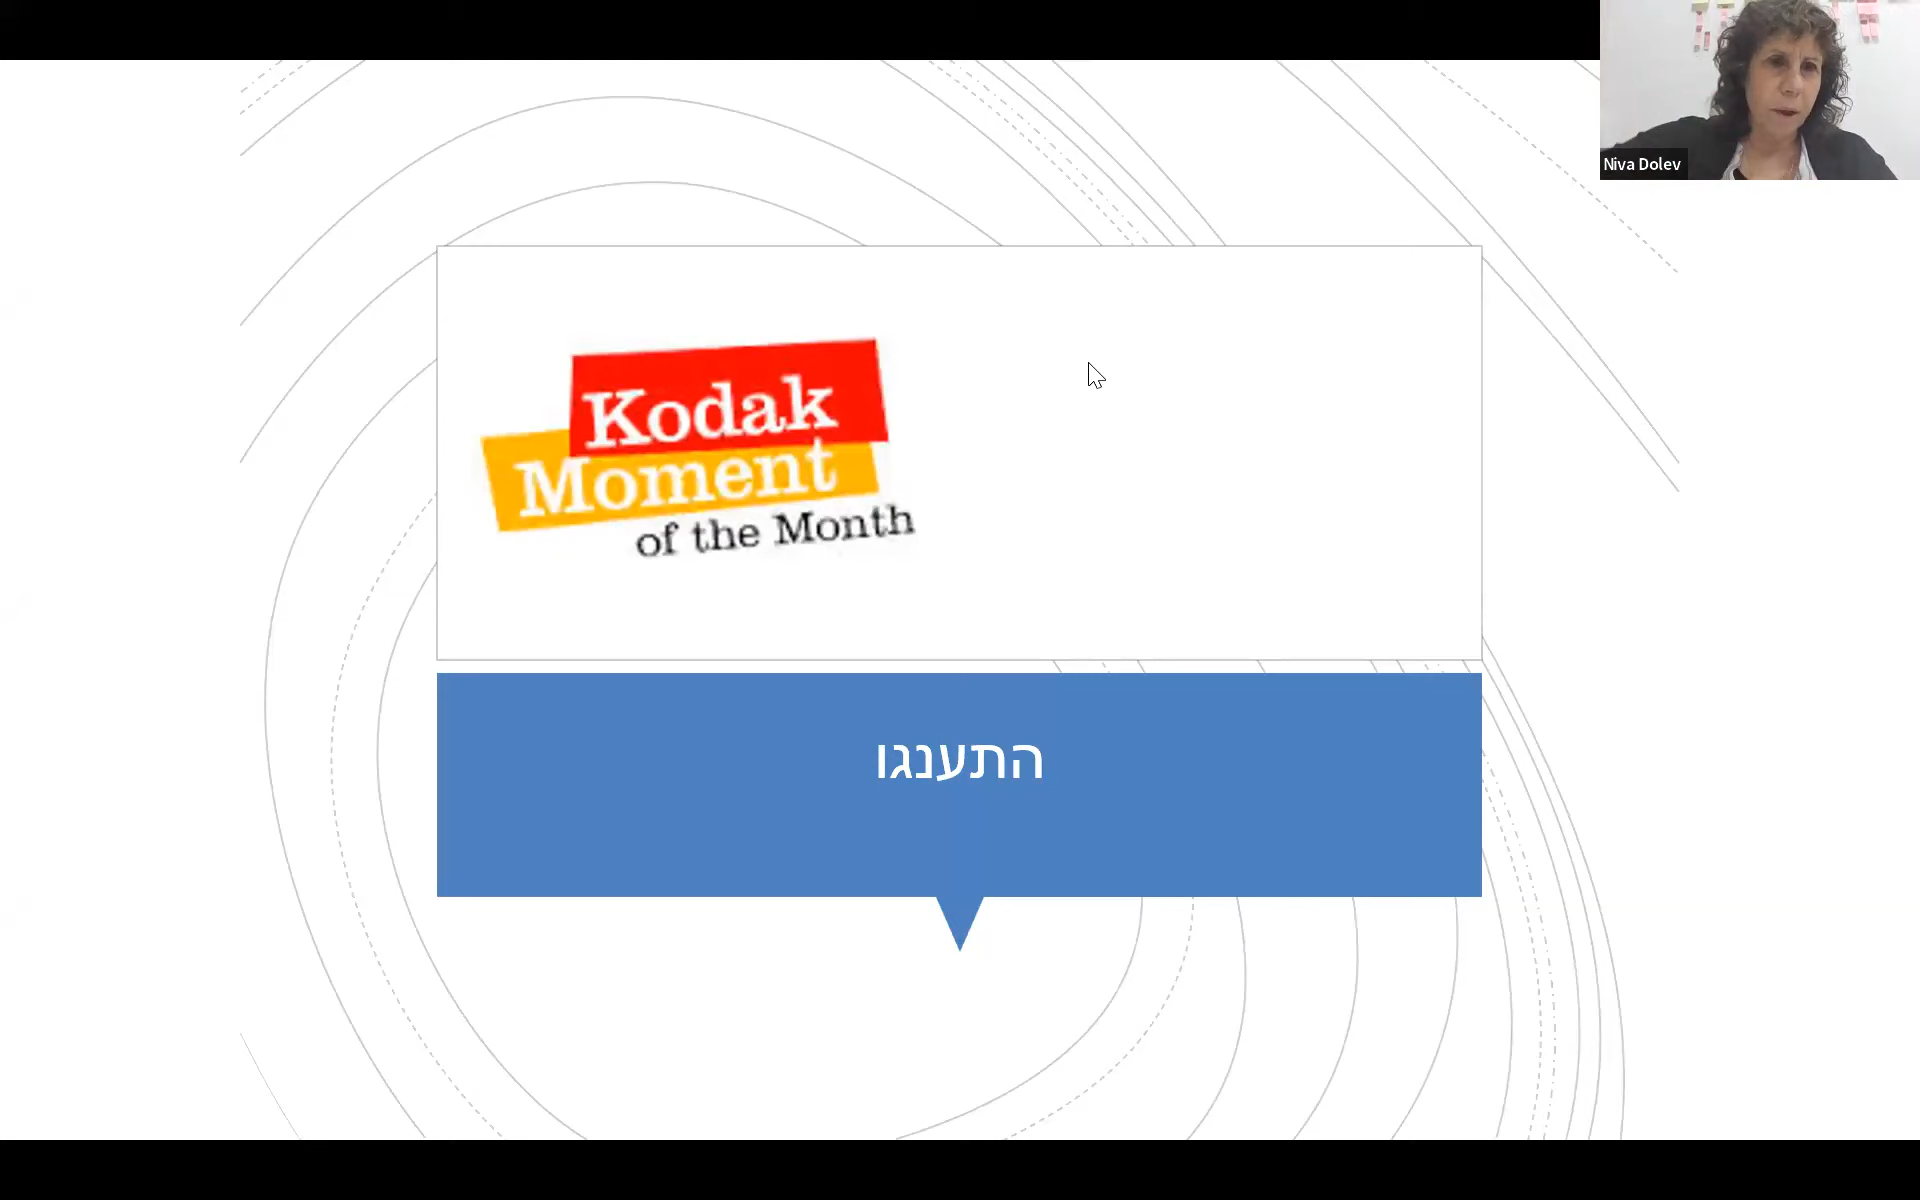 Niva Dolev
Kodak
Moment
of the Month
התענגו